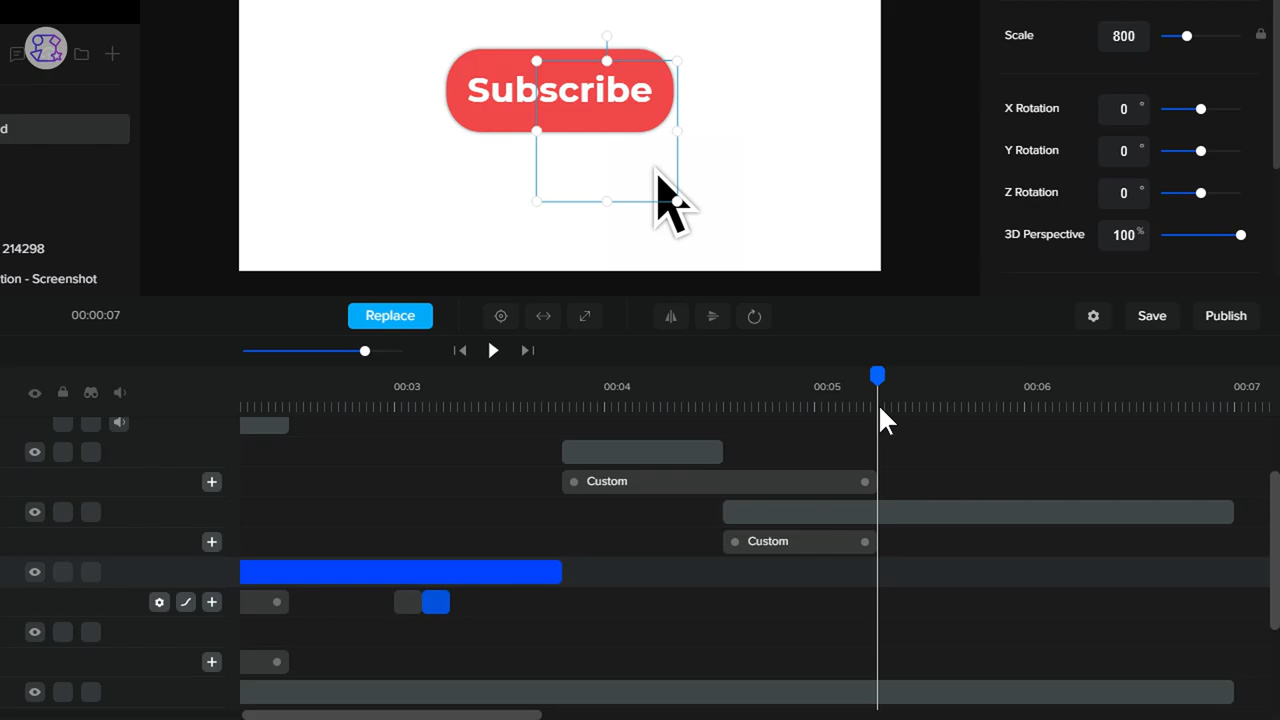 Subscribe
Scale 800
X Rotation 0 °
Y Rotation 0 °
Z Rotation 0 °
3D Perspective 100 %
d
214298
tion - Screenshot
00:00:07
Replace
Save
Publish
00:03 00:04 00:05 00:06 00:07
Custom
Custom